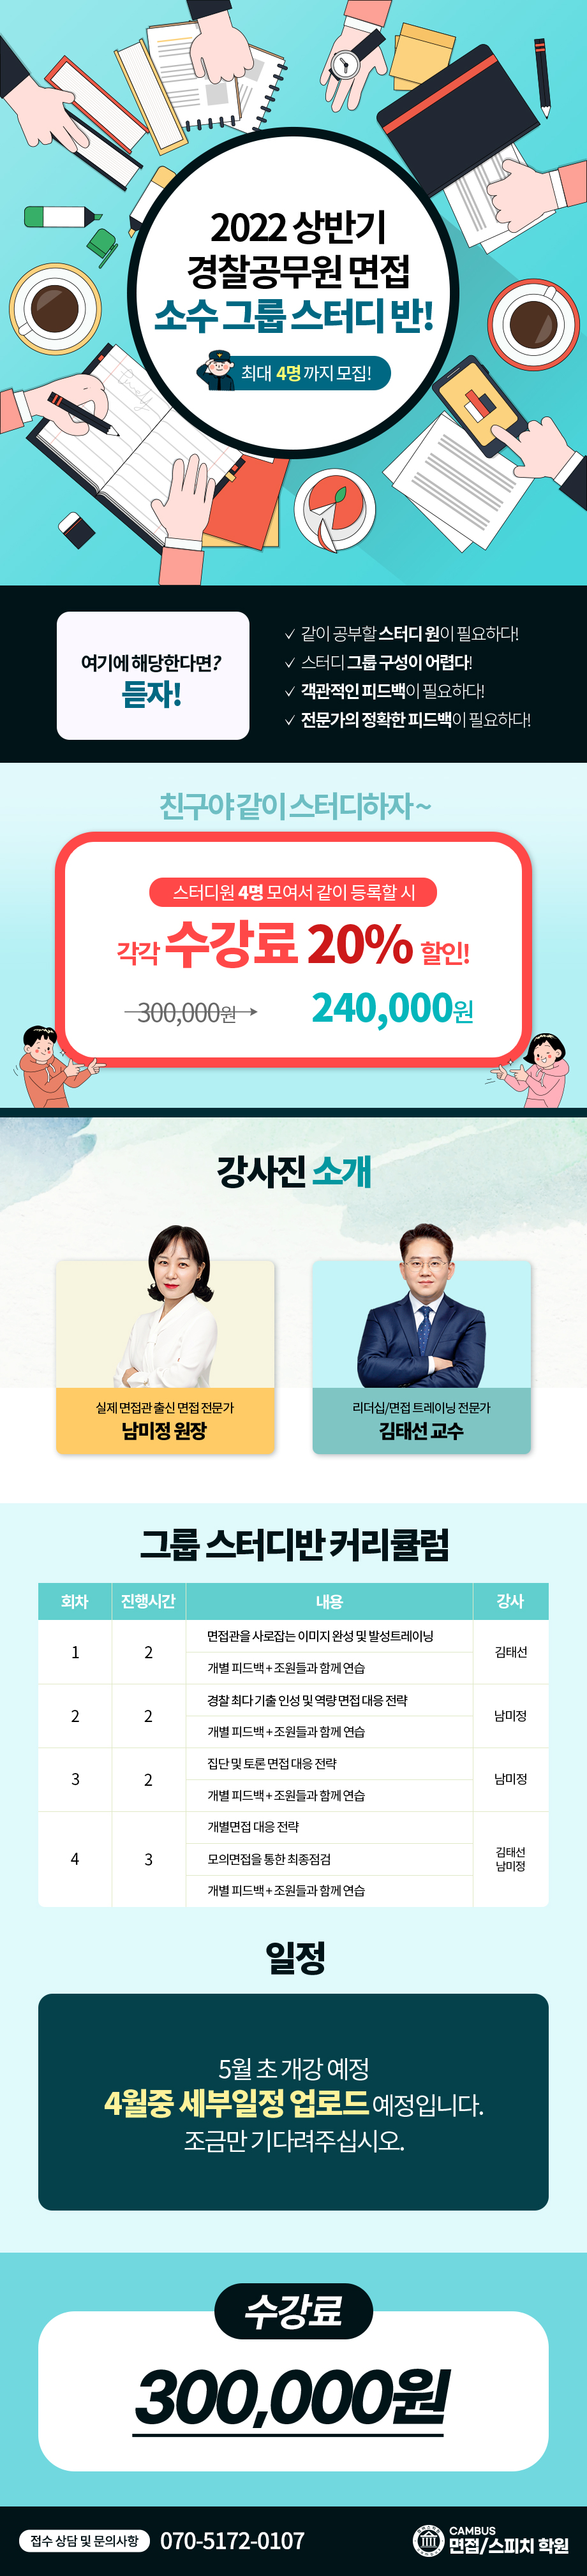 2022 상반기
경찰공무원 면접
소수 그룹 스터디 반!
최대 4명까지 모집!
여기에 해당한다면?
듣자!
✓ 같이 공부할 스터디 원이 필요하다!
✓ 스터디 그룹 구성이 어렵다!
✓ 객관적인 피드백이 필요하다!
✓ 전문가의 정확한 피드백이 필요하다!
친구야 같이 스터디하자~
스터디원 4명 모여서 같이 등록할 시
각각 수강료 20% 할인!
300,000원 240,000원
강사진 소개
실제 면접관 출신 면접 전문가
남미정 원장
리더십/면접 트레이닝 전문가
김태선 교수
그룹 스터디반 커리큘럼
회차 진행시간 내용 강사
1 2 면접관을 사로잡는 이미지 완성 및 발성트레이닝 김태선
개별 피드백 + 조원들과 함께 연습
2 2 경찰 최다 기출 인성 및 역량 면접 대응 전략 남미정
개별 피드백 + 조원들과 함께 연습
3 2 집단 및 토론 면접 대응 전략 남미정
개별 피드백 + 조원들과 함께 연습
개별면접 대응 전략
4 3 모의면접을 통한 최종점검 김태선
남미정
개별 피드백 + 조원들과 함께 연습
일정
5월 초 개강 예정
4월중 세부일정 업로드 예정입니다.
조금만 기다려주십시오.
수강료
300,000원
접수 상담 및 문의사항 070-5172-0107
CAMBUS
면접/스피치 학원